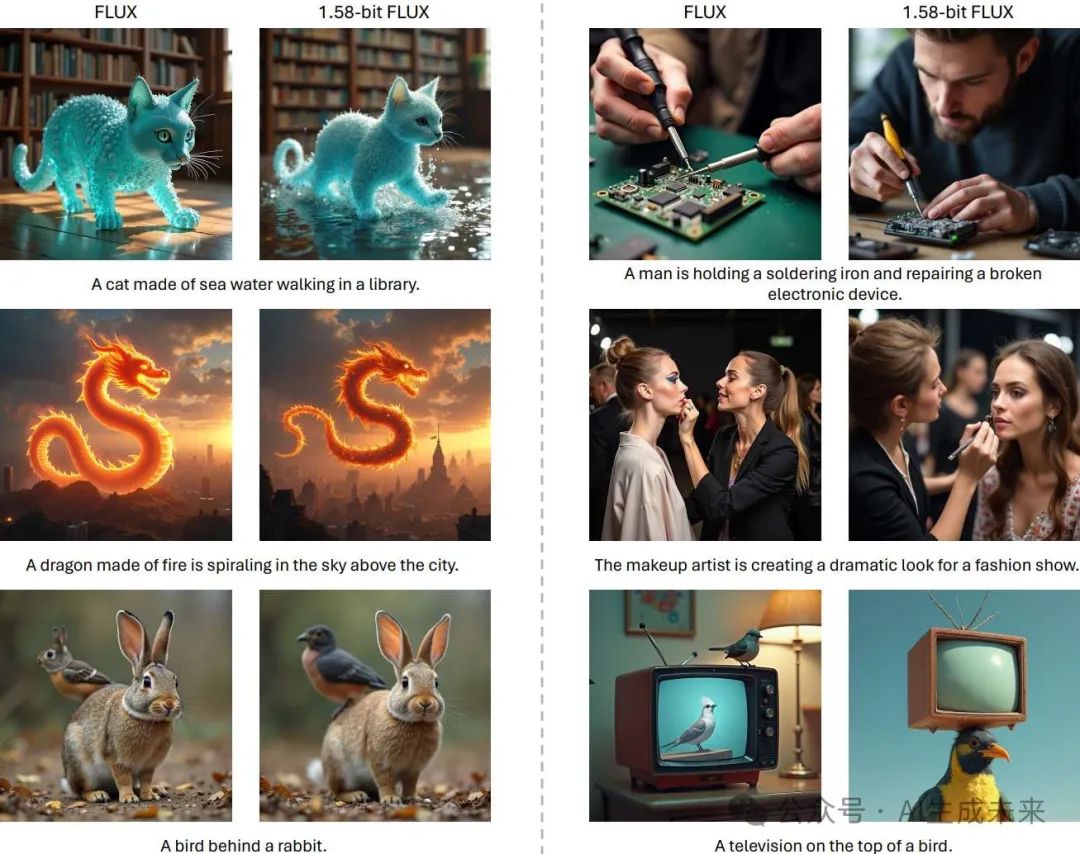 FLUX
1.58-bit FLUX
FLUX
1.58-bit FLUX
A cat made of sea water walking in a library.
A man is holding a soldering iron and repairing a broken
electronic device.
A dragon made of fire is spiraling in the sky above the city.
The makeup artist is creating a dramatic look for a fashion show.
A bird behind a rabbit.
A television on the top of a bird.
公众号 · AI生成未来